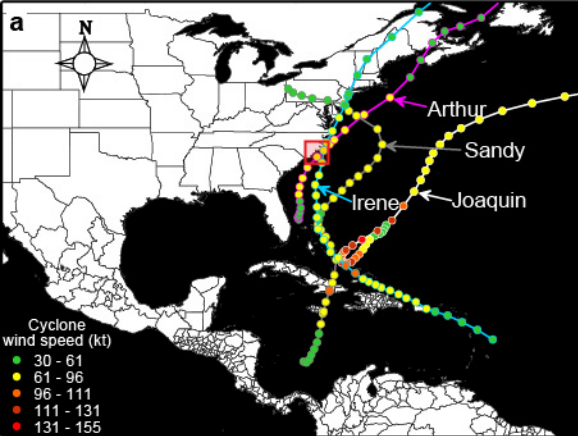 a
N
Arthur
Sandy
Irene
Joaquin
Cyclone
wind speed (kt)
30 - 61
61 - 96
96 - 111
111 - 131
131 - 155